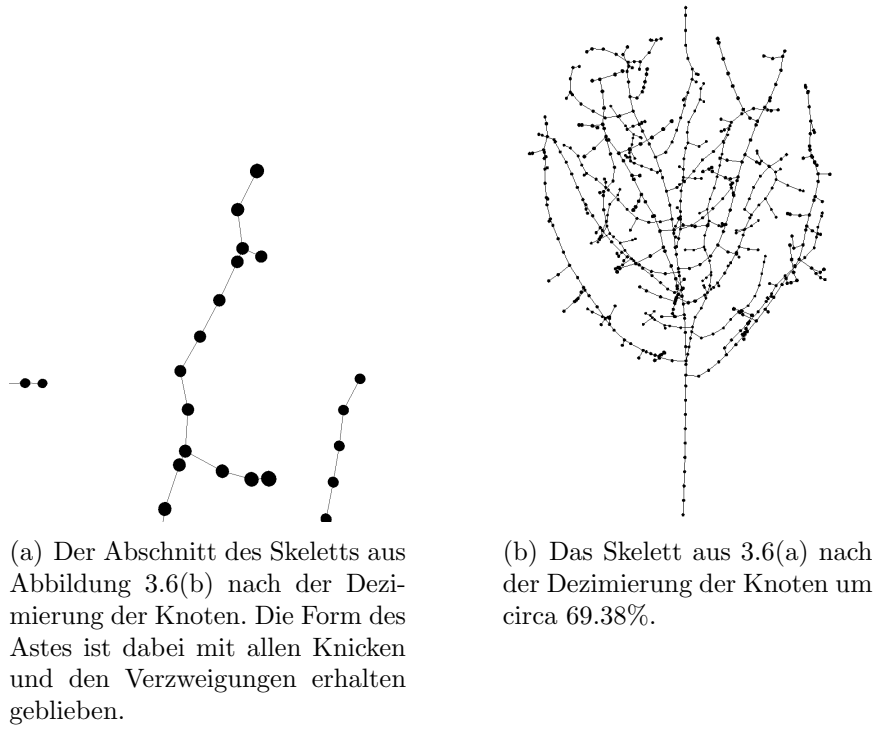 (a) Der Abschnitt des Skeletts aus
Abbildung 3.6(b) nach der Dezi-
mierung der Knoten. Die Form des
Astes ist dabei mit allen Knicken
und den Verzweigungen erhalten
geblieben.
(b) Das Skelett aus 3.6(a) nach
der Dezimierung der Knoten um
circa 69.38%.